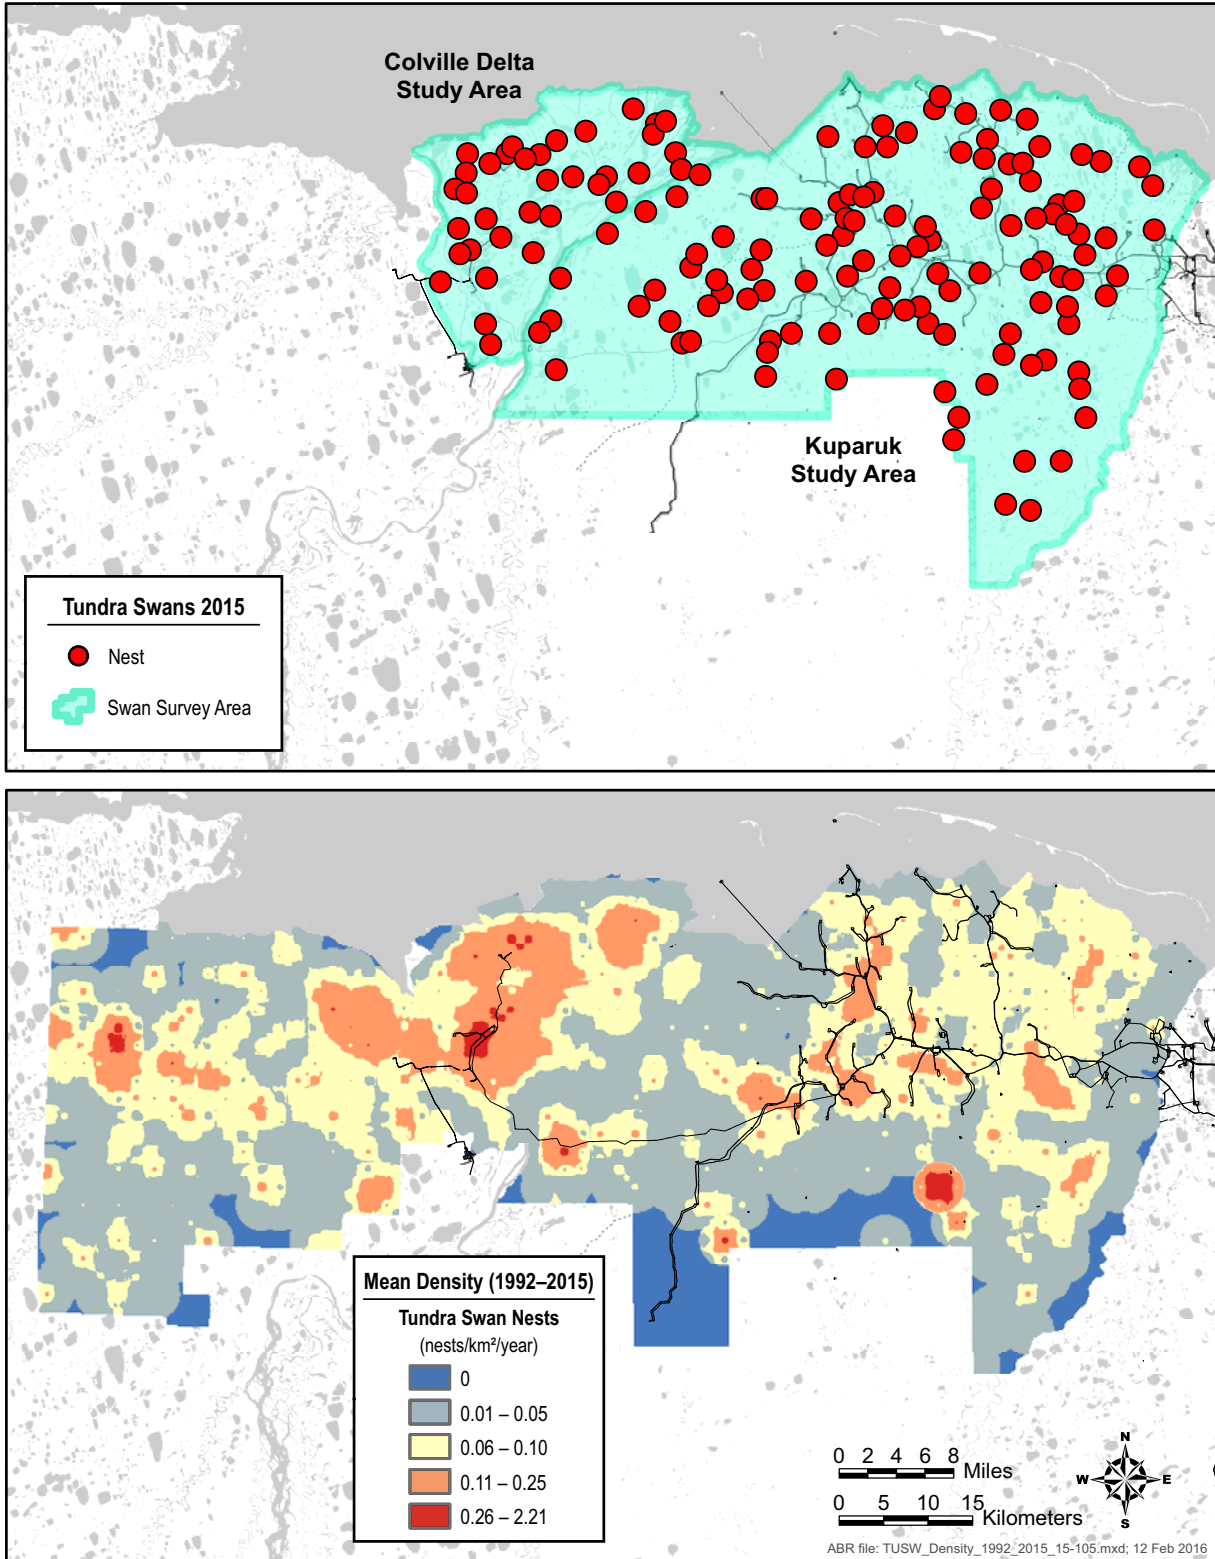 Colville Delta
Study Area
Kuparuk
Study Area
Tundra Swans 2015
Nest
Swan Survey Area
Mean Density (1992–2015)
Tundra Swan Nests
(nests/km²/year)
0
0.01 – 0.05
0.06 – 0.10
0.11 – 0.25
0.26 – 2.21
0 2 4 6 8
Miles
0 5 10 15
Kilometers
N
W E
S
ABR file: TUSW_Density_1992_2015_15-105.mxd; 12 Feb 2016